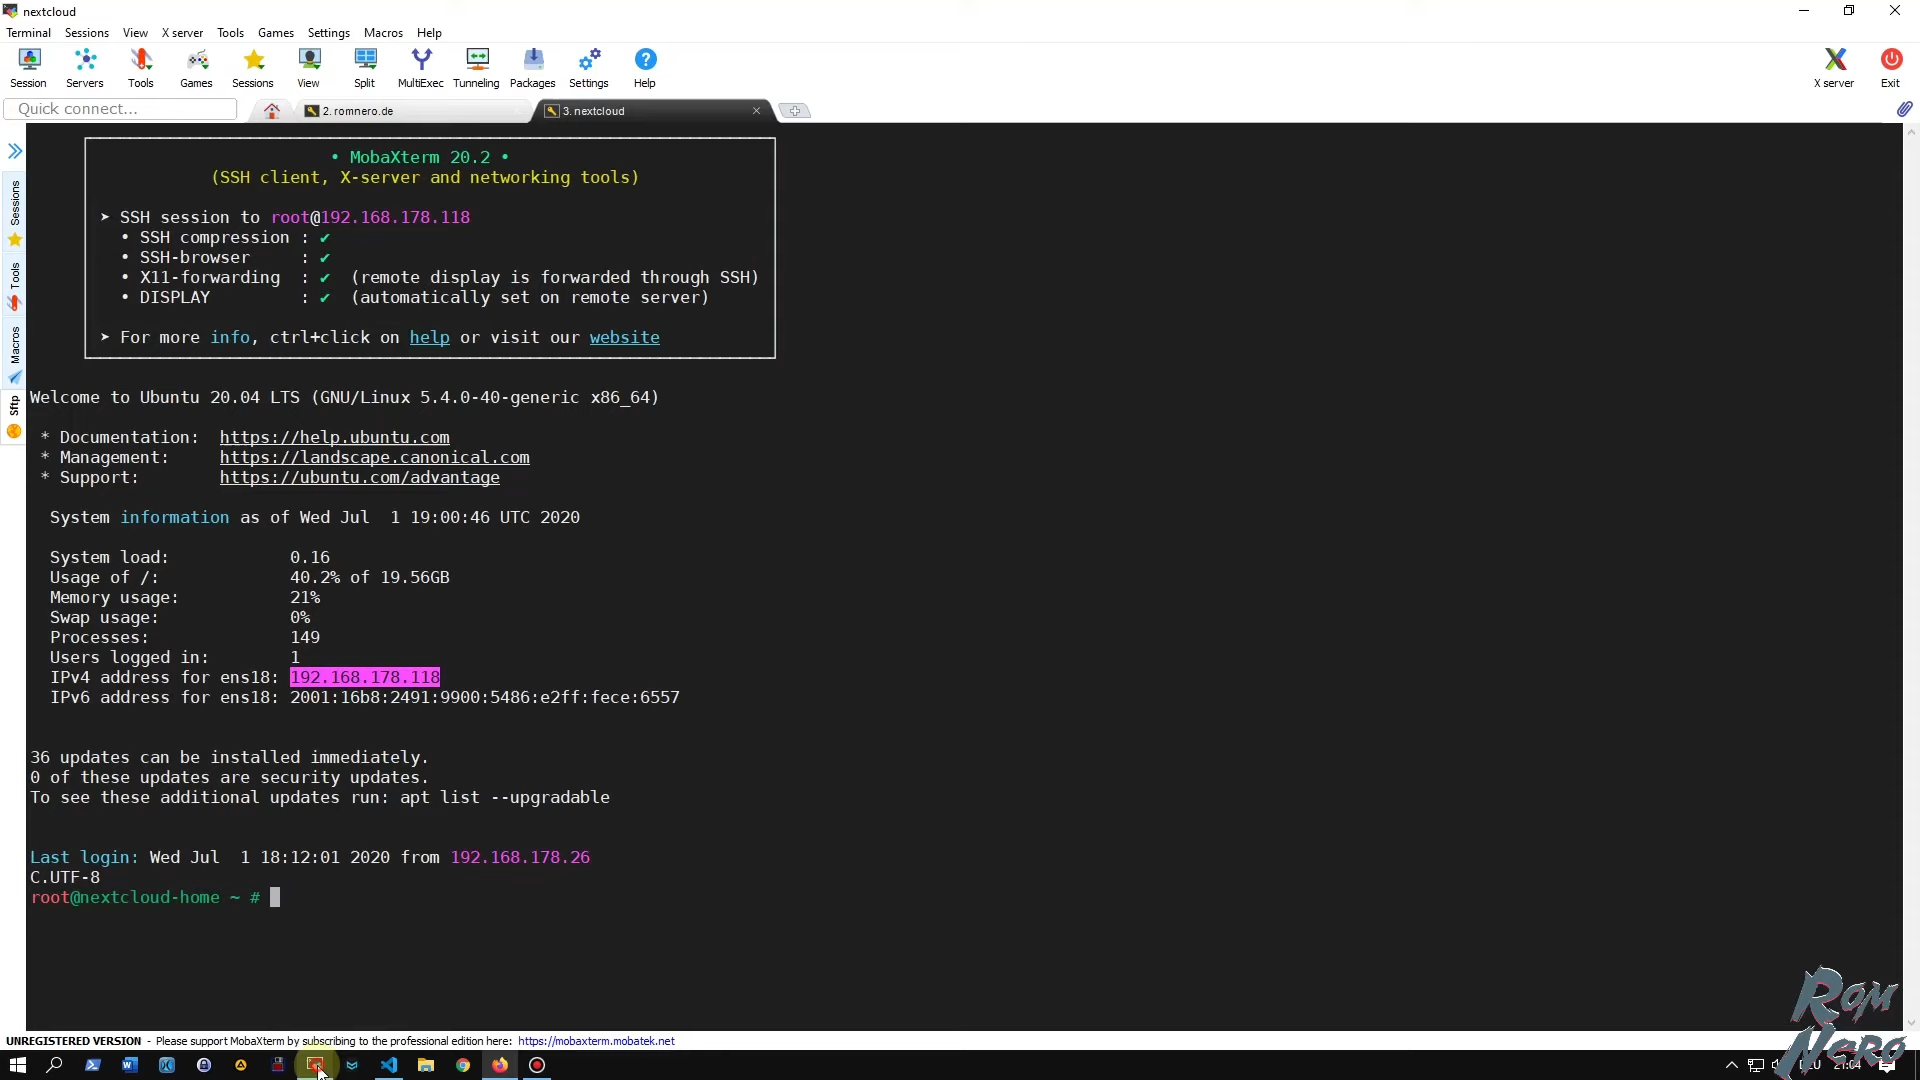 nextcloud
Terminal Sessions View X server Tools Games Settings Macros Help
Session Servers Tools Games Sessions View Split MultiExec Tunneling Packages Settings Help X server Exit
Quick connect... 2. romnero.de 3. nextcloud
Sessions
Tools
Macros
Sftp
• MobaXterm 20.2 •
(SSH client, X-server and networking tools)
➤ SSH session to root@192.168.178.118
• SSH compression : ✔
• SSH-browser : ✔
• X11-forwarding : ✔ (remote display is forwarded through SSH)
• DISPLAY : ✔ (automatically set on remote server)
➤ For more info, ctrl+click on help or visit our website
Welcome to Ubuntu 20.04 LTS (GNU/Linux 5.4.0-40-generic x86_64)
* Documentation: https://help.ubuntu.com
* Management: https://landscape.canonical.com
* Support: https://ubuntu.com/advantage
System information as of Wed Jul 1 19:00:46 UTC 2020
System load: 0.16
Usage of /: 40.2% of 19.56GB
Memory usage: 21%
Swap usage: 0%
Processes: 149
Users logged in: 1
IPv4 address for ens18: 192.168.178.118
IPv6 address for ens18: 2001:16b8:2491:9900:5486:e2ff:fece:6557
36 updates can be installed immediately.
0 of these updates are security updates.
To see these additional updates run: apt list --upgradable
Last login: Wed Jul 1 18:12:01 2020 from 192.168.178.26
C.UTF-8
root@nextcloud-home ~ #
UNREGISTERED VERSION - Please support MobaXterm by subscribing to the professional edition here: https://mobaxterm.mobatek.net
21:04
Rom
Nero